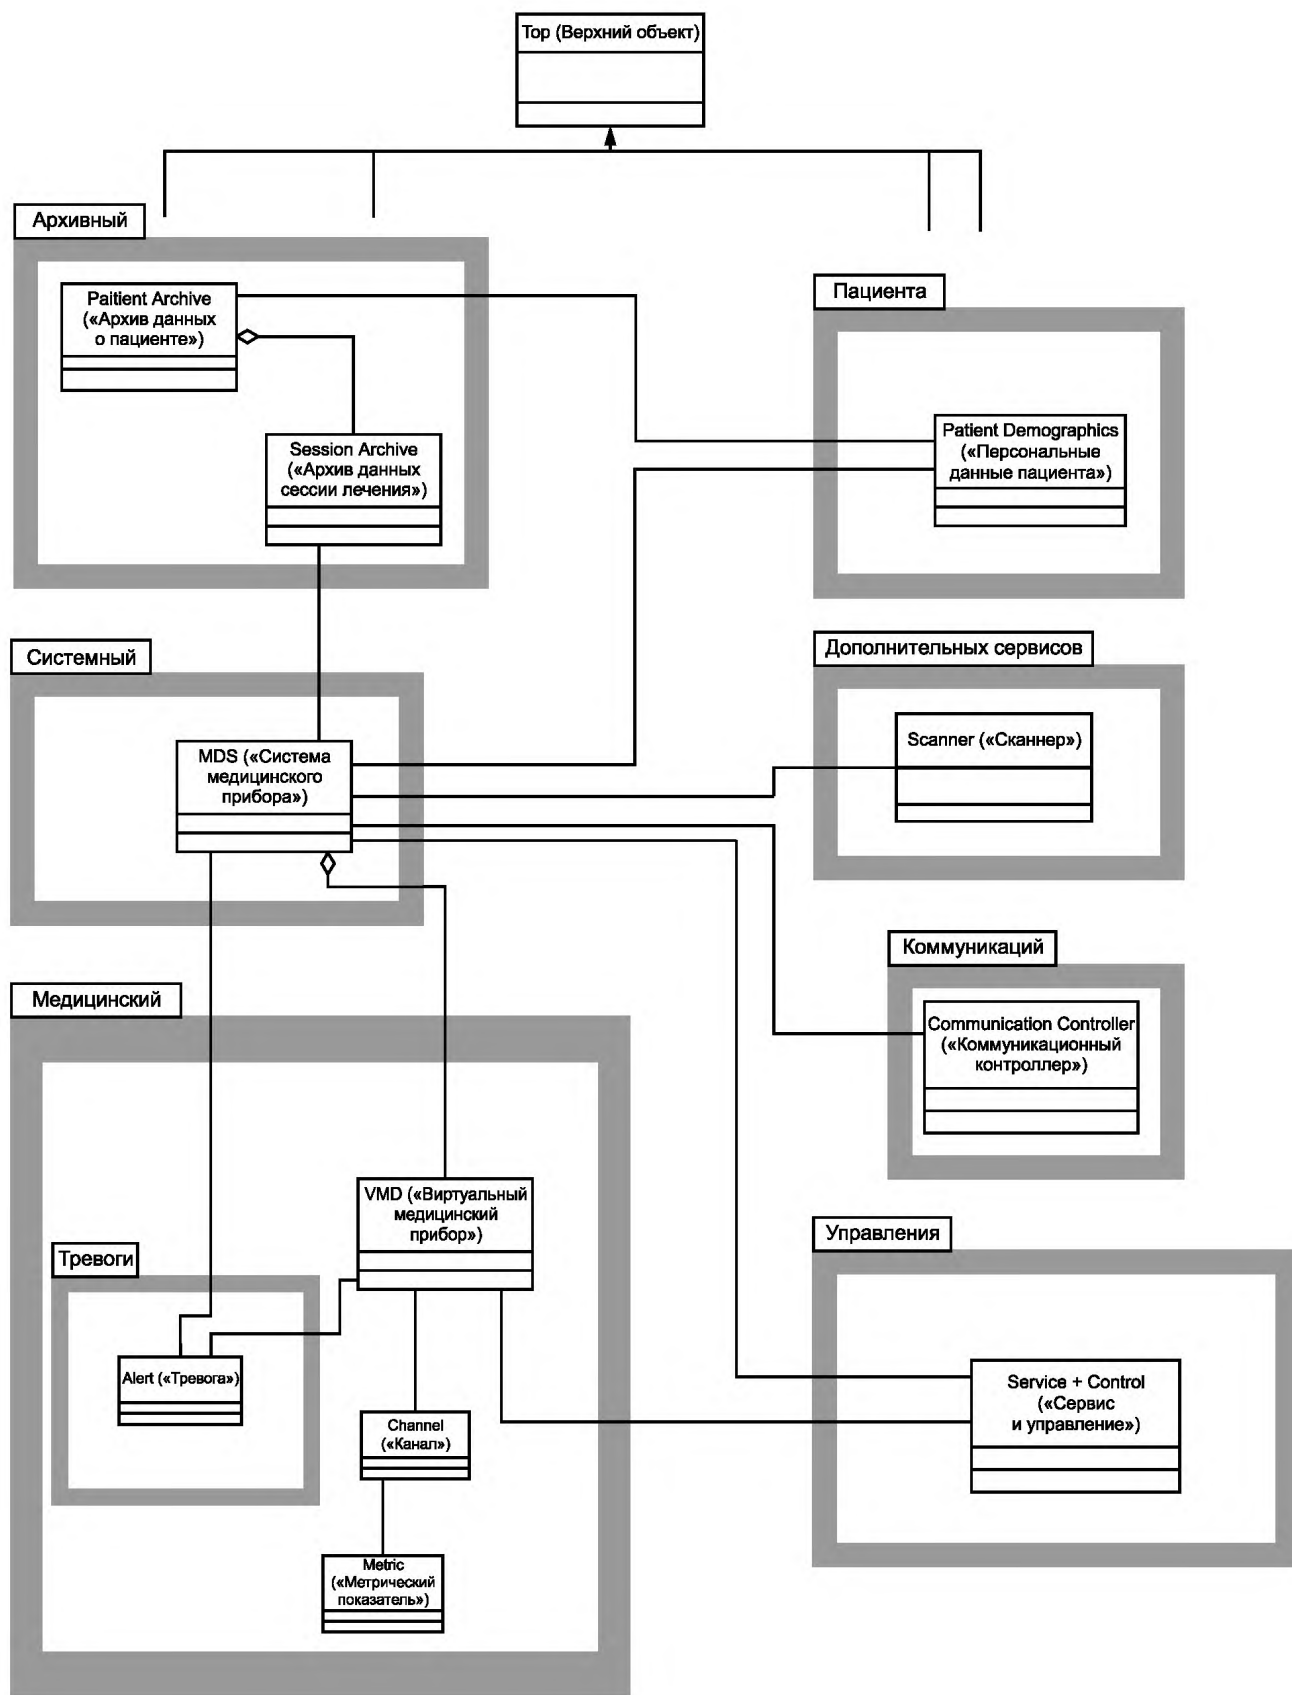 Top (Верхний объект)
Архивный
Paitient Archive
(«Архив данных
о пациенте»)
Session Archive
(«Архив данных
сессии лечения»)
Пациента
Patient Demographics
(«Персональные
данные пациента»)
Системный
MDS («Система
медицинского
прибора»)
Дополнительных сервисов
Scanner («Сканнер»)
Коммуникаций
Communication Controller
(«Коммуникационный
контроллер»)
Медицинский
VMD («Виртуальный
медицинский
прибор»)
Тревоги
Alert («Тревога»)
Channel
(«Канал»)
Metric
(«Метрический
показатель»)
Управления
Service + Control
(«Сервис
и управление»)